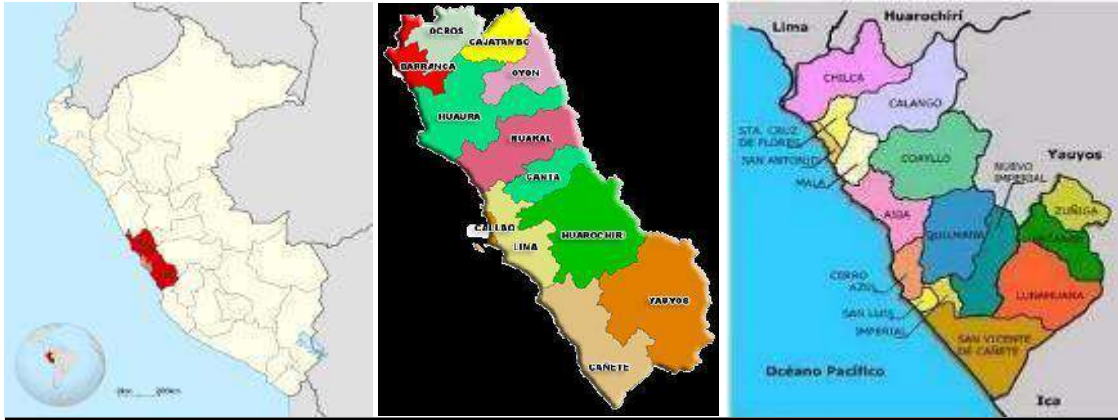 OCROS
CAJATAMBO
BARRANCA
OYON
HUAURA
HUARAL
CANTA
CALLAO
LIMA
HUAROCHIRI
YAUYOS
CAÑETE
Lima
Huarochirí
CHILCA
CALANGO
STA. CRUZ
DE FLORES
SAN ANTONIO
MALA
COAYLLO
NUEVO
IMPERIAL
Yauyos
ZUÑIGA
ASIA
QUILMANA
CERRO
AZUL
LUNAHUANA
SAN LUIS
IMPERIAL
SAN VICENTE
DE CAÑETE
Océano Pacífico
Ica